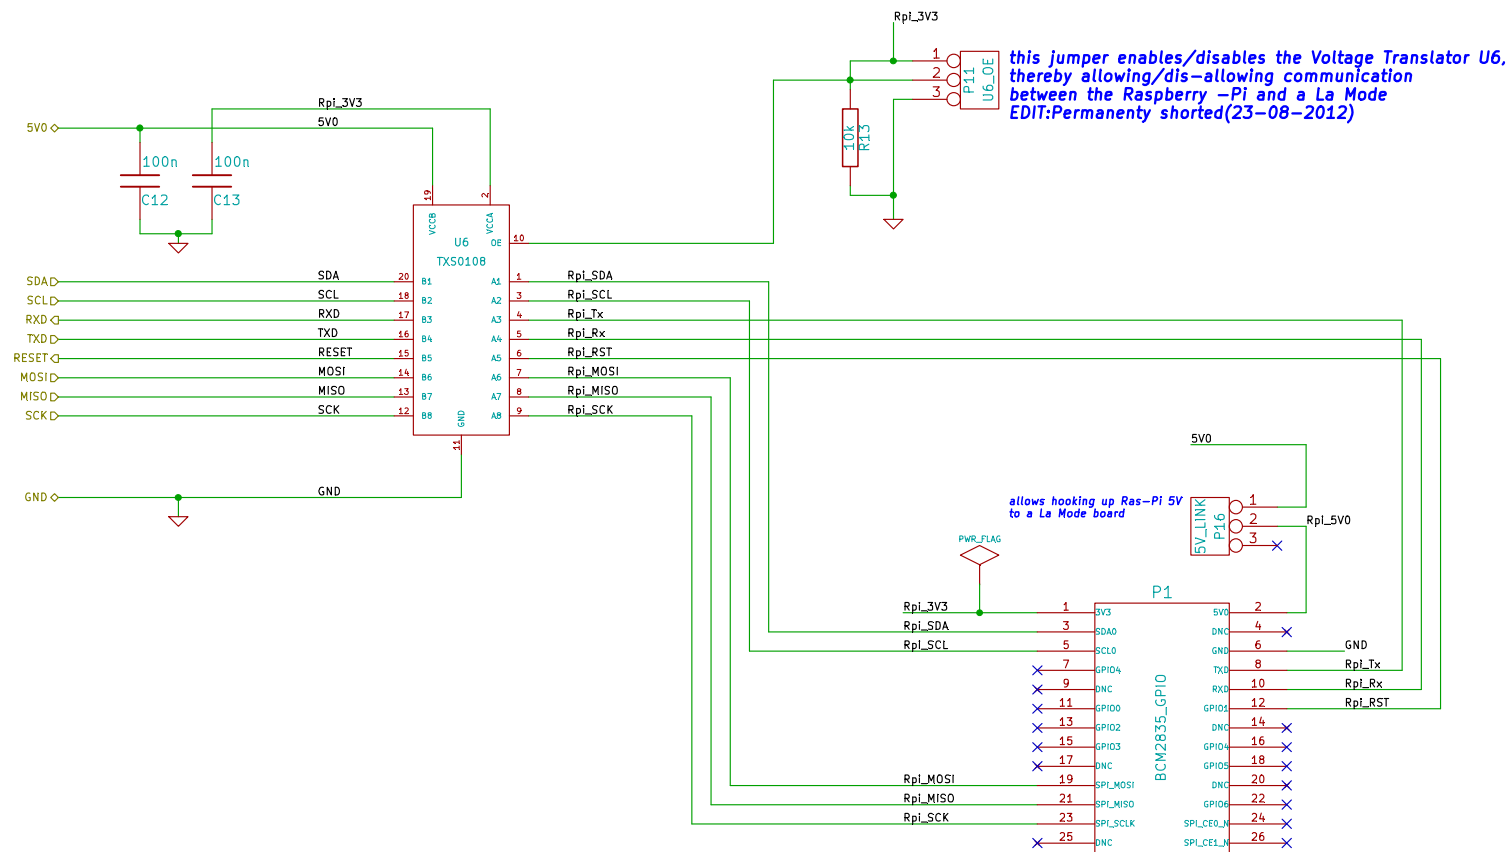 Rpi_3V3
1
2
3
P11
U6_OE
this jumper enables/disables the Voltage Translator U6,
thereby allowing/dis-allowing communication
between the Raspberry -Pi and a La Mode
EDIT:Permanenty shorted(23-08-2012)
10k
R13
Rpi_3V3
5V0
5V0
100n
C12
100n
C13
19
VCCB
2
VCCA
U6
TXS0108
OE 10
SDA SDA 20 B1 A1 1 Rpi_SDA
SCL SCL 18 B2 A2 3 Rpi_SCL
RXD RXD 17 B3 A3 4 Rpi_Tx
TXD TXD 16 B4 A4 5 Rpi_Rx
RESET RESET 15 B5 A5 6 Rpi_RST
MOSI MOSI 14 B6 A6 7 Rpi_MOSI
MISO MISO 13 B7 A7 8 Rpi_MISO
SCK SCK 12 B8 A8 9 Rpi_SCK
GND
11
GND GND
5V0
allows hooking up Ras-Pi 5V
to a La Mode board
5V_LINK
P16
1
2
3
Rpi_5V0
PWR_FLAG
P1
BCM2835_GPIO
Rpi_3V3 1 3V3 5V0 2
Rpi_SDA 3 SDA0 DNC 4
Rpi_SCL 5 SCL0 GND 6 GND
7 GPIO4 TXD 8 Rpi_Tx
9 DNC RXD 10 Rpi_Rx
11 GPIO0 GPIO1 12 Rpi_RST
13 GPIO2 DNC 14
15 GPIO3 GPIO4 16
17 DNC GPIO5 18
Rpi_MOSI 19 SPI_MOSI DNC 20
Rpi_MISO 21 SPI_MISO GPIO6 22
Rpi_SCK 23 SPI_SCLK SPI_CE0_N 24
25 DNC SPI_CE1_N 26